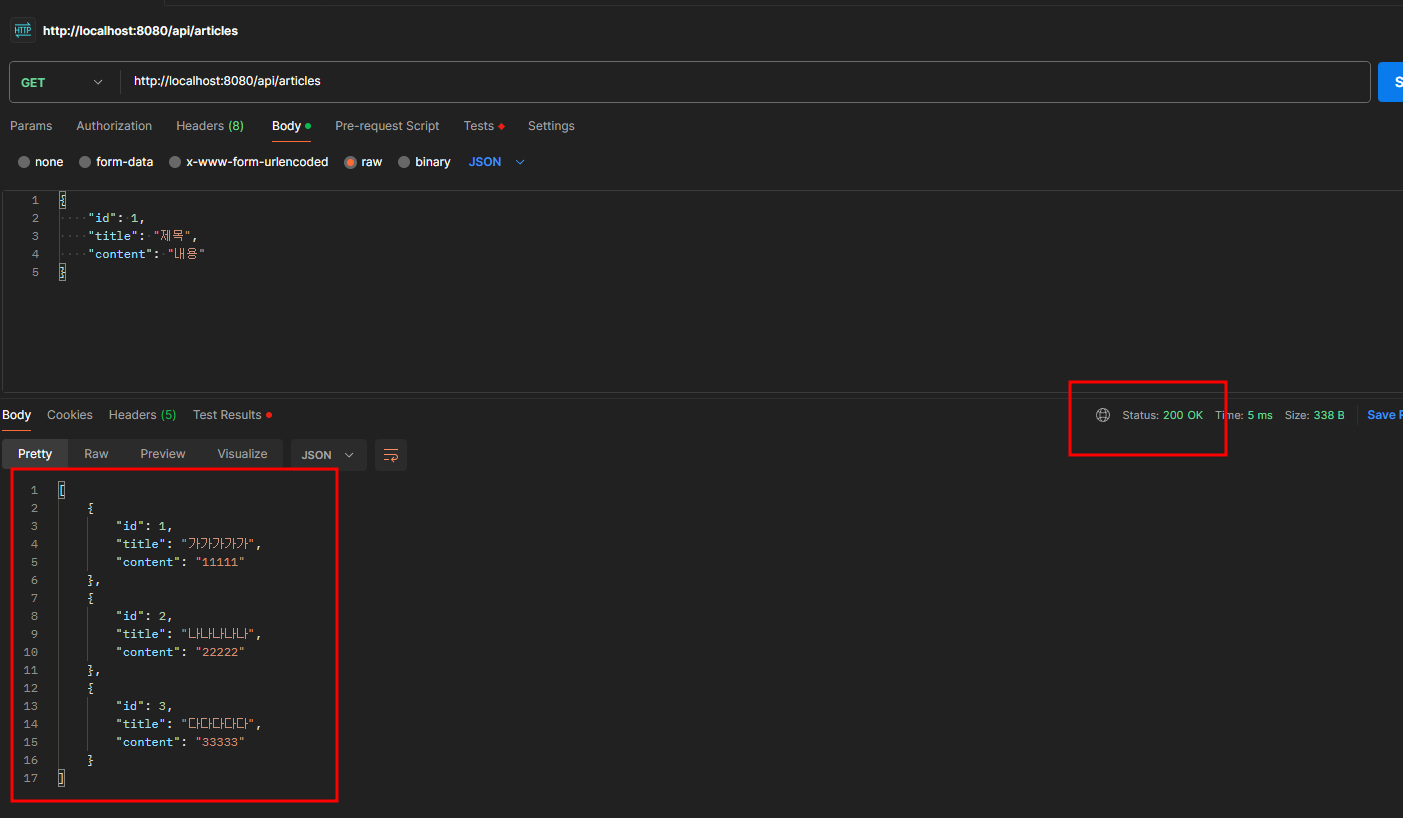 HTTP http://localhost:8080/api/articles
GET http://localhost:8080/api/articles
Params Authorization Headers (8) Body Pre-request Script Tests Settings
none form-data x-www-form-urlencoded raw binary JSON
1 {
2 "id": 1,
3 "title": "제목",
4 "content": "내용"
5 }
Body Cookies Headers (5) Test Results Status: 200 OK Time: 5 ms Size: 338 B Save
Pretty Raw Preview Visualize JSON
1 [
2 {
3 "id": 1,
4 "title": "가가가가가",
5 "content": "11111"
6 },
7 {
8 "id": 2,
9 "title": "나나나나나",
10 "content": "22222"
11 },
12 {
13 "id": 3,
14 "title": "다다다다다",
15 "content": "33333"
16 }
17 ]